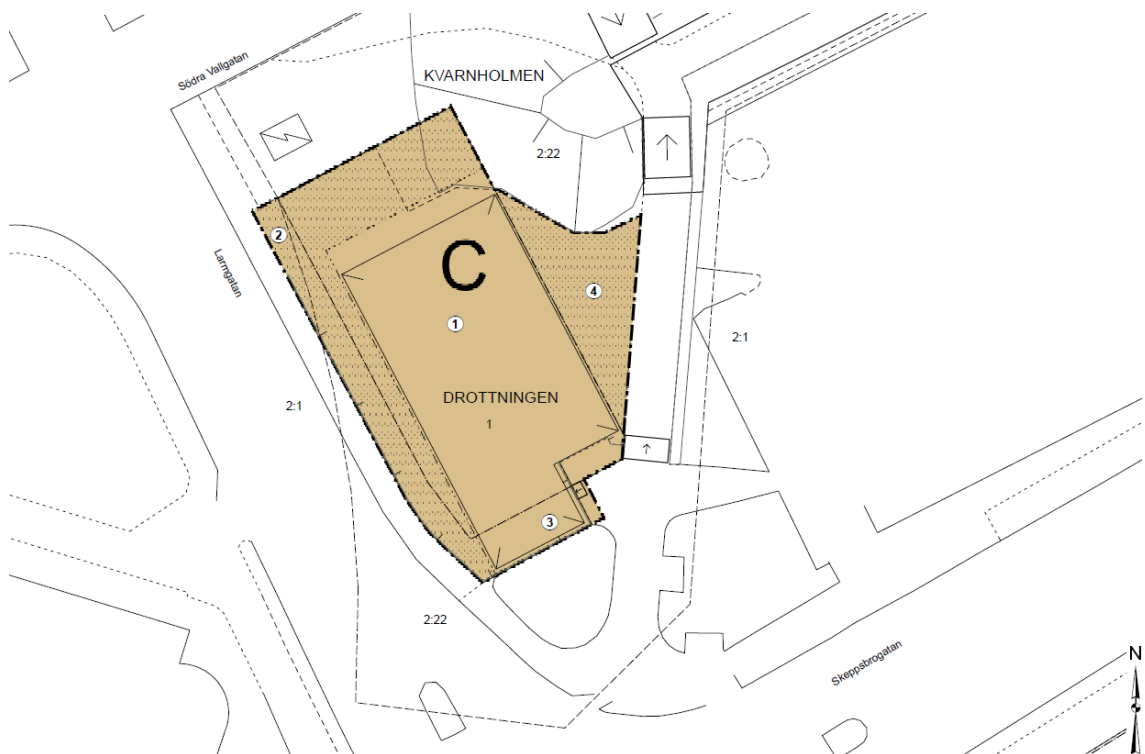 Södra Vallgatan
KVARNHOLMEN
2:22
2
Larmgatan
C
4
1
2:1
DROTTNINGEN
1
2:1
3
2:22
Skeppsbrogatan
N